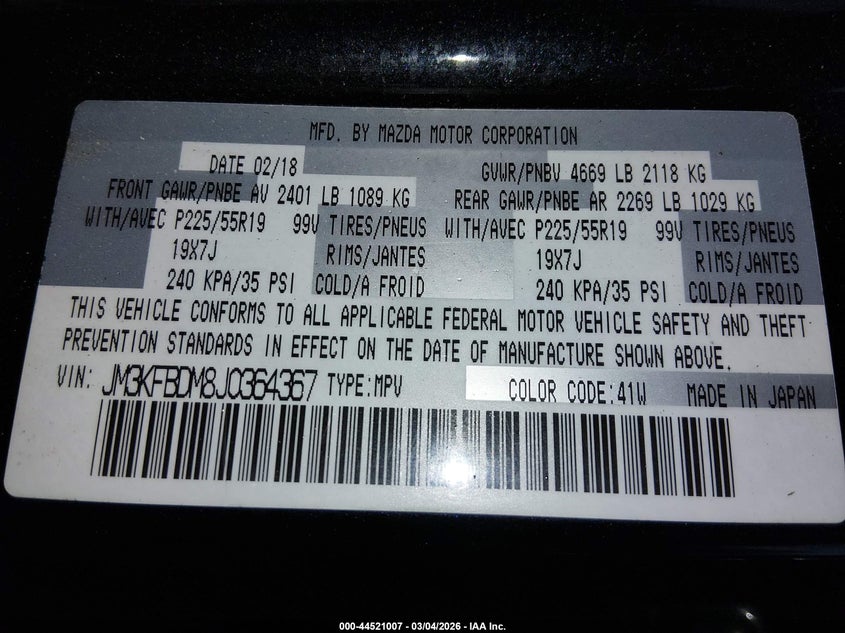 MFD. BY MAZDA MOTOR CORPORATION
DATE 02/18 GVWR/PNBV 4669 LB 2118 KG
FRONT GAWR/PNBE AV 2401 LB 1089 KG REAR GAWR/PNBE AR 2269 LB 1029 KG
WITH/AVEC P225/55R19 99V TIRES/PNEUS WITH/AVEC P225/55R19 99V TIRES/PNEUS
19X7J RIMS/JANTES 19X7J RIMS/JANTES
240 KPA/35 PSI COLD/A FROID 240 KPA/35 PSI COLD/A FROID
THIS VEHICLE CONFORMS TO ALL APPLICABLE FEDERAL MOTOR VEHICLE SAFETY AND THEFT
PREVENTION STANDARDS IN EFFECT ON THE DATE OF MANUFACTURE SHOWN ABOVE.
VIN: JM3KFBDM8J0364367 TYPE:MPV COLOR CODE:41W MADE IN JAPAN
000-44521007 - 03/04/2026 - IAA Inc.